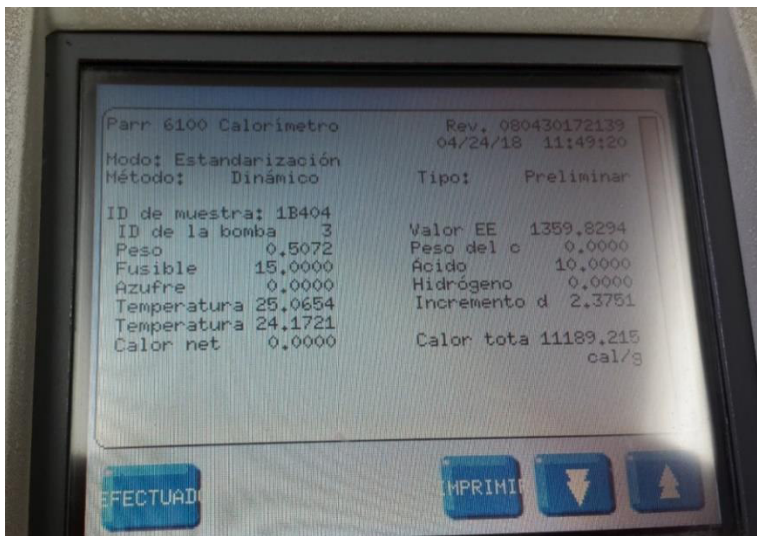 Parr 6100 Calorímetro Rev. 080430172139
04/24/18 11:49:20
Modo: Estandarización
Método: Dinámico Tipo: Preliminar
ID de muestra: 1B404
ID de la bomba 3 Valor EE 1359.8294
Peso 0.5072 Peso del c 0.0000
Fusible 15.0000 Ácido 10.0000
Azufre 0.0000 Hidrógeno 0.0000
Temperatura 25.0654 Incremento d 2.3751
Temperatura 24.1721
Calor net 0.0000 Calor tota 11189.215
cal/g
EFECTUADO IMPRIMIR